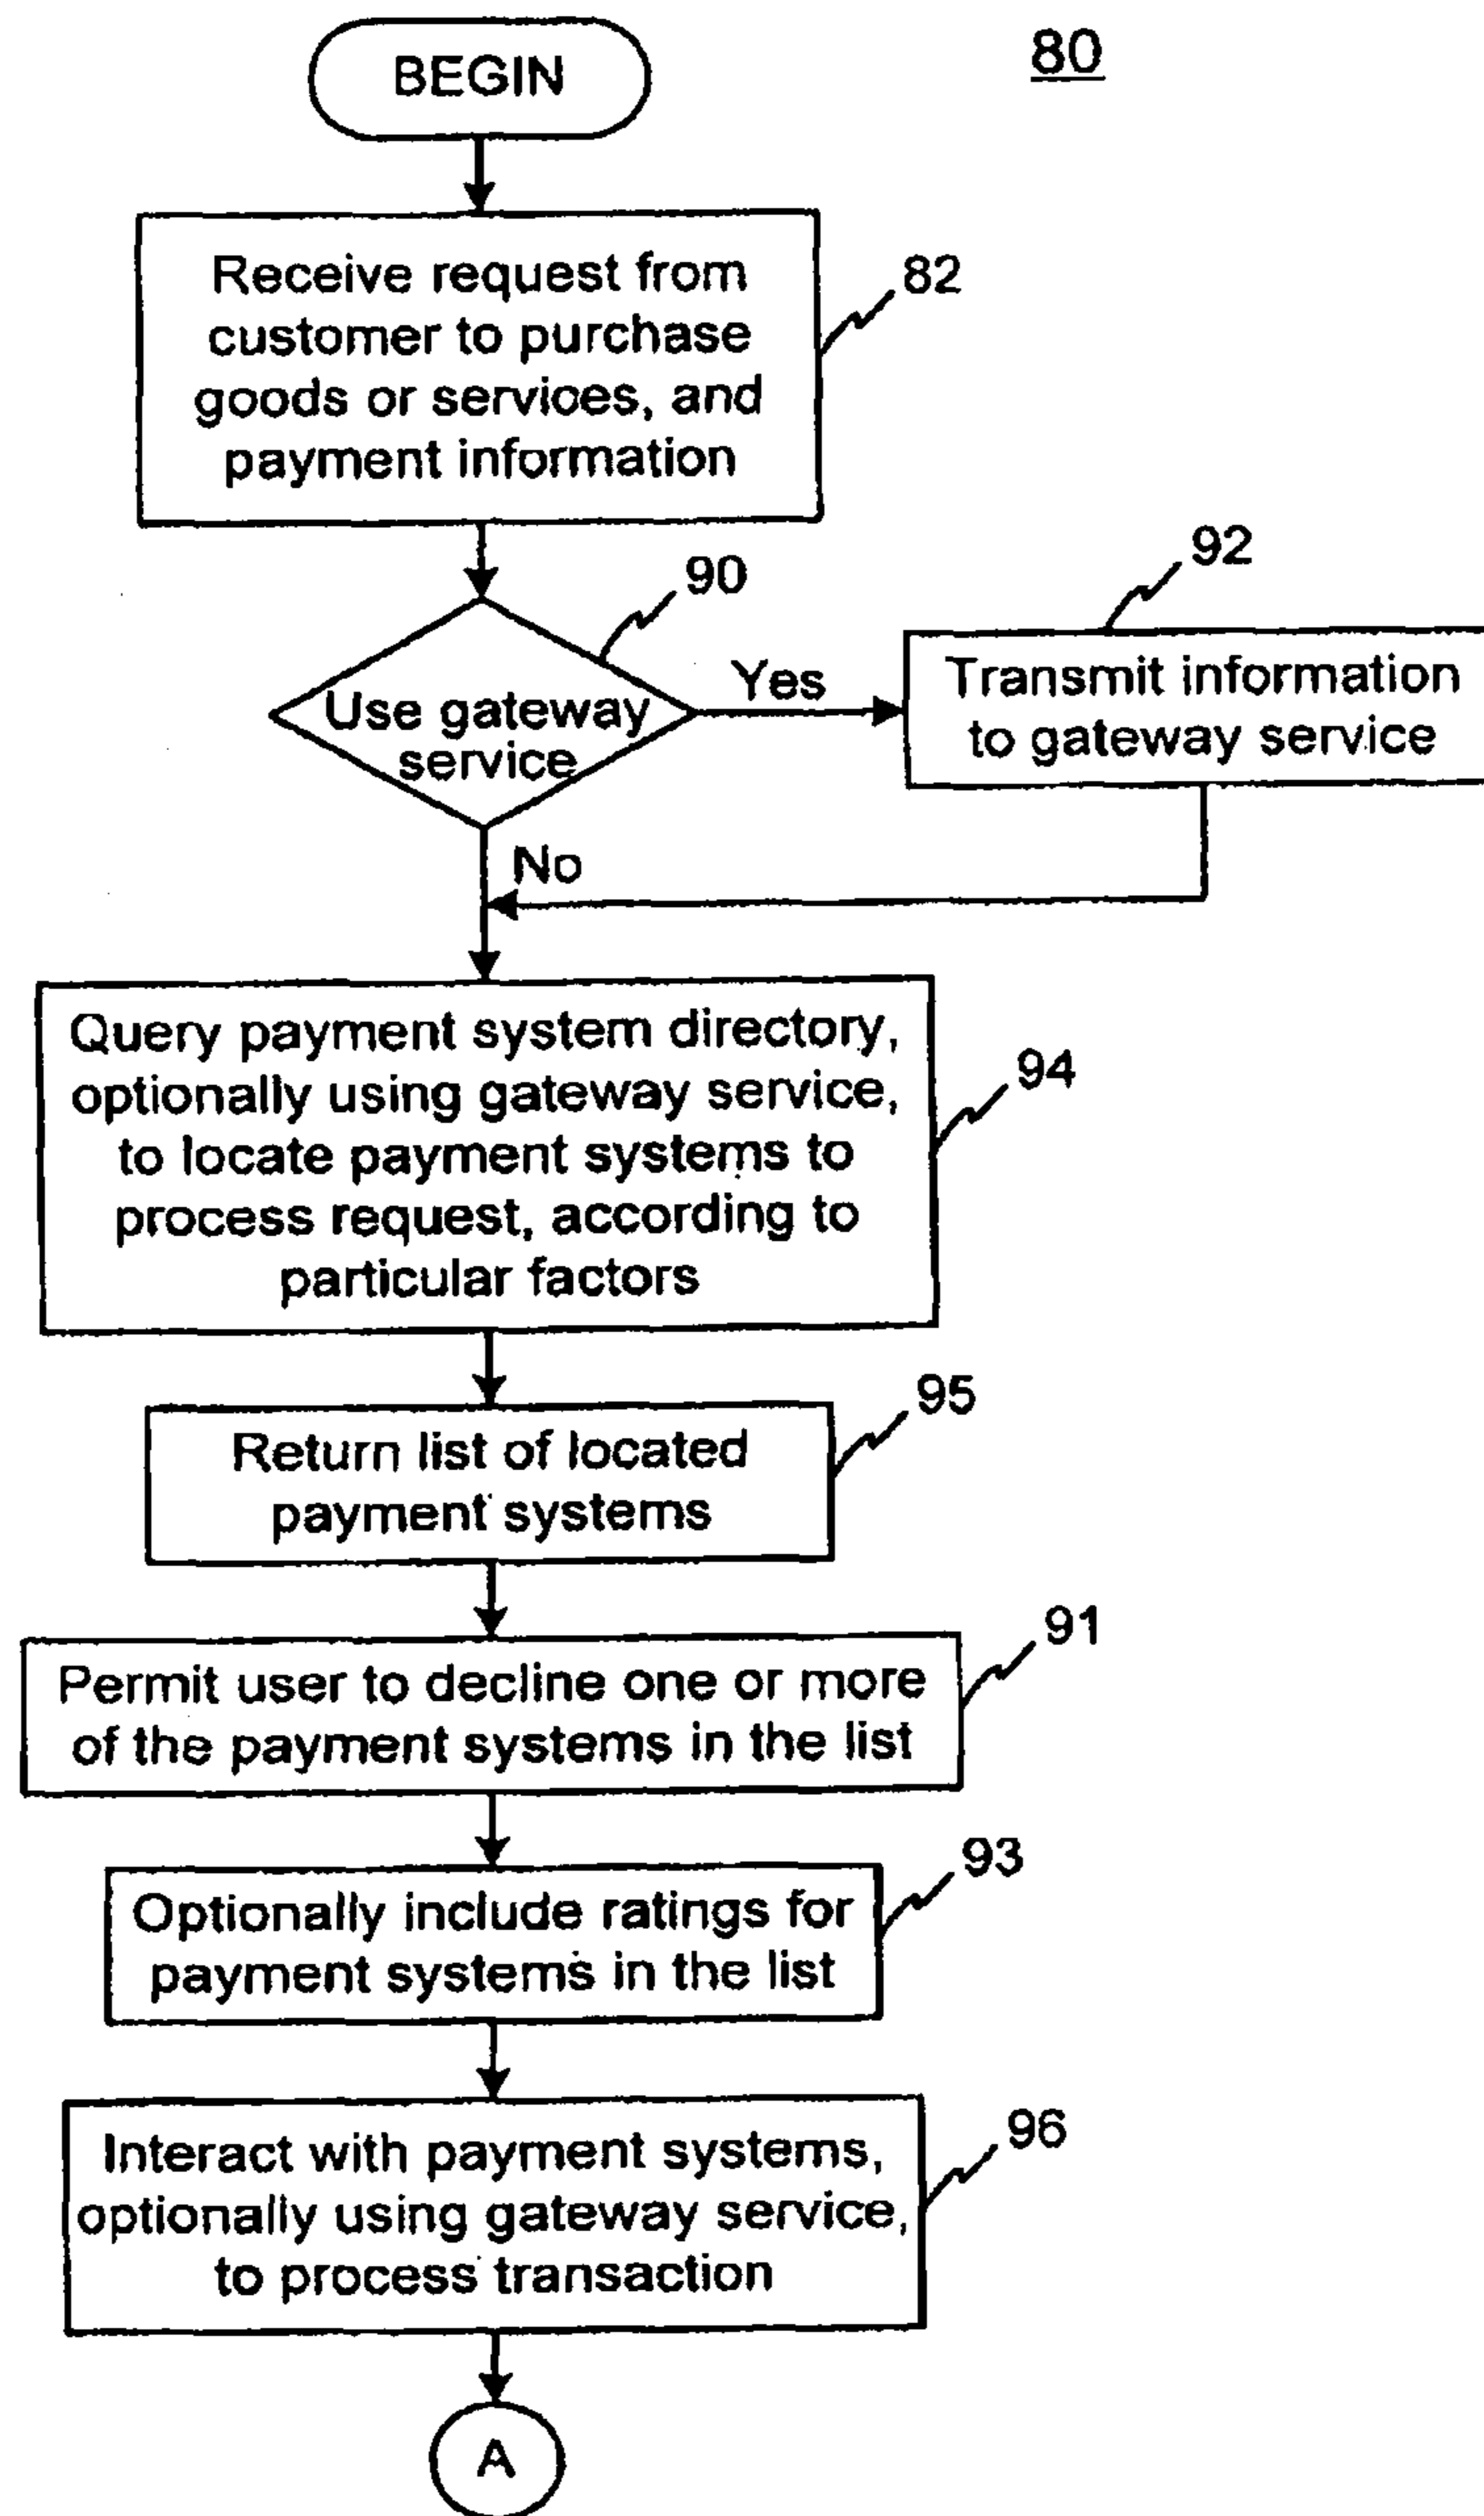 BEGIN
80
Receive request from
customer to purchase
goods or services, and
payment information
82
90
Use gateway
service
Yes
92
Transmit information
to gateway service
No
Query payment system directory,
optionally using gateway service,
to locate payment systems to
process request, according to
particular factors
94
Return list of located
payment systems
95
Permit user to decline one or more
of the payment systems in the list
91
Optionally include ratings for
payment systems in the list
93
Interact with payment systems,
optionally using gateway service,
to process transaction
96
A